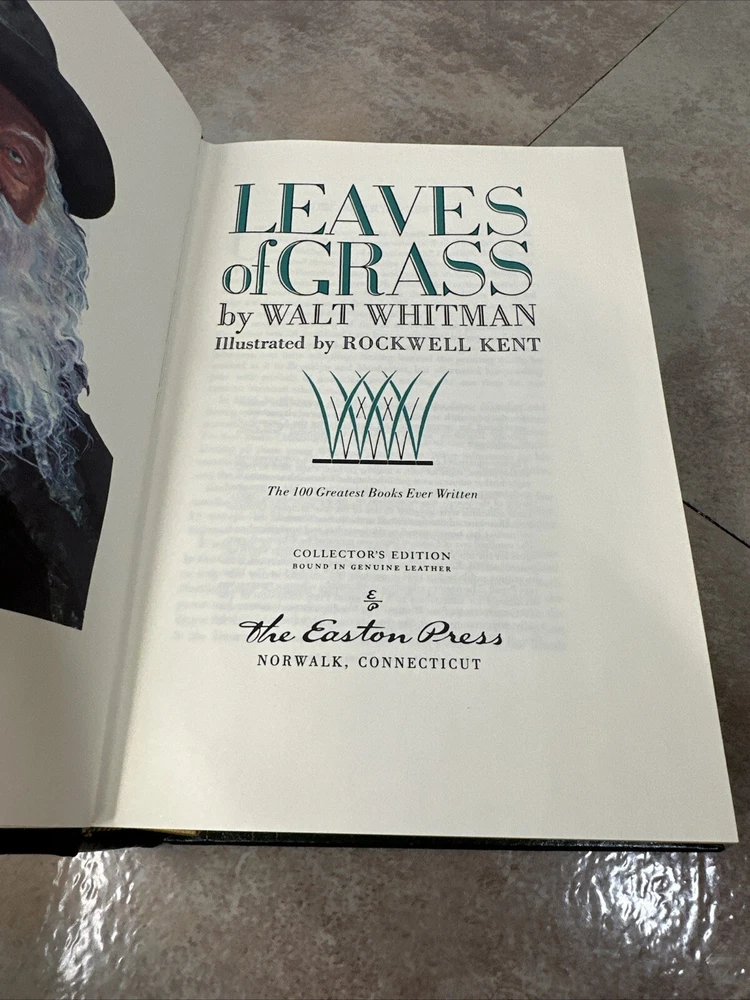 LEAVES
of GRASS
by WALT WHITMAN
Illustrated by ROCKWELL KENT
The 100 Greatest Books Ever Written
COLLECTOR'S EDITION
BOUND IN GENUINE LEATHER
E
P
The Easton Press
NORWALK, CONNECTICUT